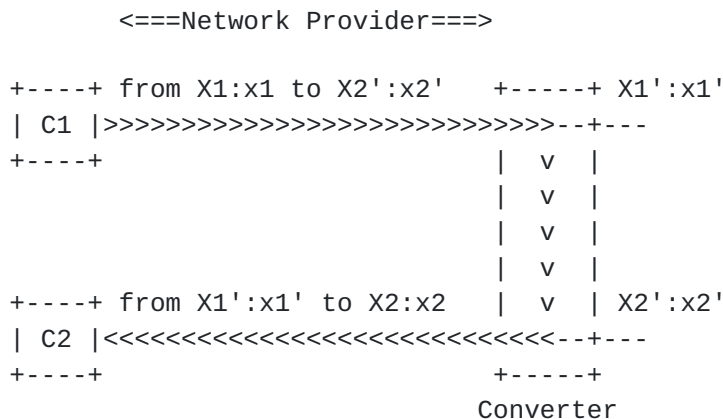 <===Network Provider===>
+----+ from X1:x1 to X2':x2' +-----+ X1':x1'
| C1 |>>>>>>>>>>>>>>>>>>>>>>>>>>>>>--+---
+----+ | v |
| v |
| v |
| v |
+----+ from X1':x1' to X2:x2 | v | X2':x2'
| C2 |<<<<<<<<<<<<<<<<<<<<<<<<<<<<<--+---
+----+ +-----+
Converter